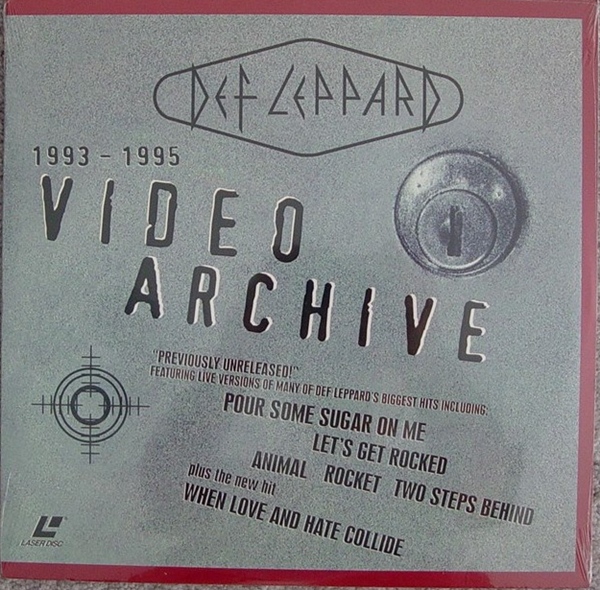 DEF LEPPARD
1993 - 1995
VIDEO
ARCHIVE
"PREVIOUSLY UNRELEASED!"
FEATURING LIVE VERSIONS OF MANY OF DEF LEPPARD'S BIGGEST HITS INCLUDING:
POUR SOME SUGAR ON ME
LET'S GET ROCKED
ANIMAL ROCKET TWO STEPS BEHIND
plus the new hit
WHEN LOVE AND HATE COLLIDE
LASER DISC